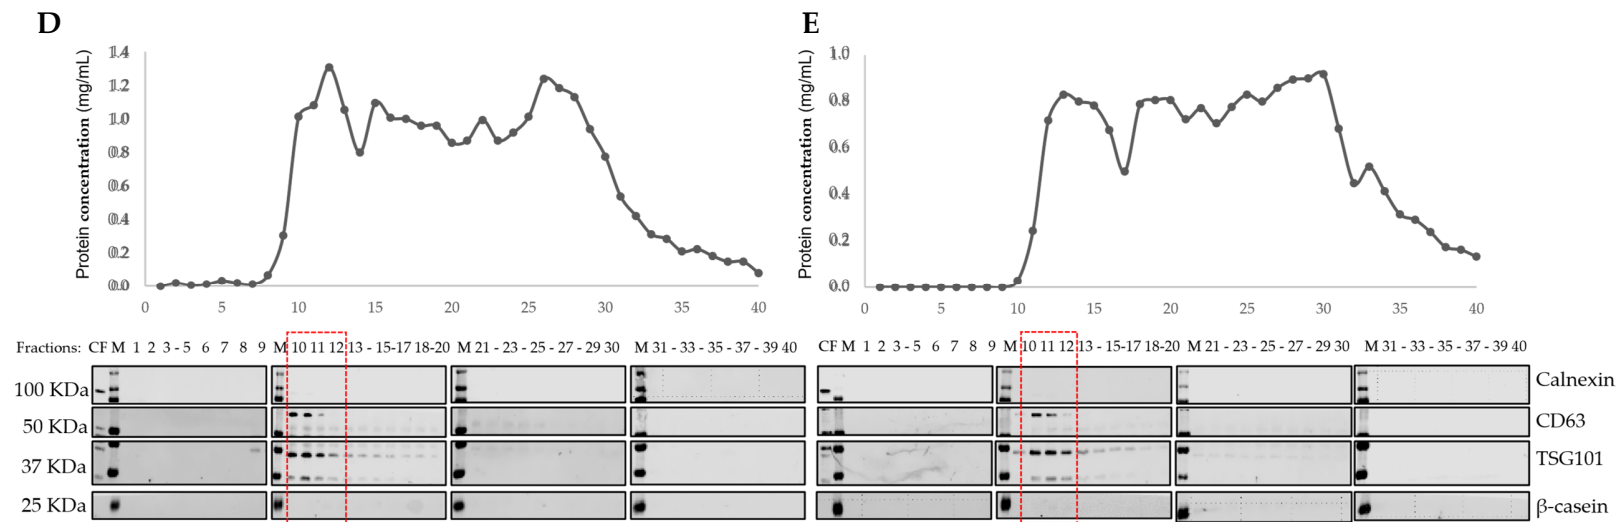 D
E
Protein concentration (mg/mL)
1.4
1.2
1.0
0.8
0.6
0.4
0.2
0.0
0 5 10 15 20 25 30 35 40
Protein concentration (mg/mL)
1.0
0.8
0.6
0.4
0.2
0.0
0 5 10 15 20 25 30 35 40
Fractions: CF M 1 2 3 - 5 6 7 8 9 M 10 11 12 13 - 15-17 18-20 M 21 - 23 - 25 - 27 - 29 30 M 31 - 33 - 35 - 37 - 39 40
CF M 1 2 3 - 5 6 7 8 9 M 10 11 12 13 - 15-17 18-20 M 21 - 23 - 25 - 27 - 29 30 M 31 - 33 - 35 - 37 - 39 40
100 KDa
50 KDa
37 KDa
25 KDa
Calnexin
CD63
TSG101
β-casein